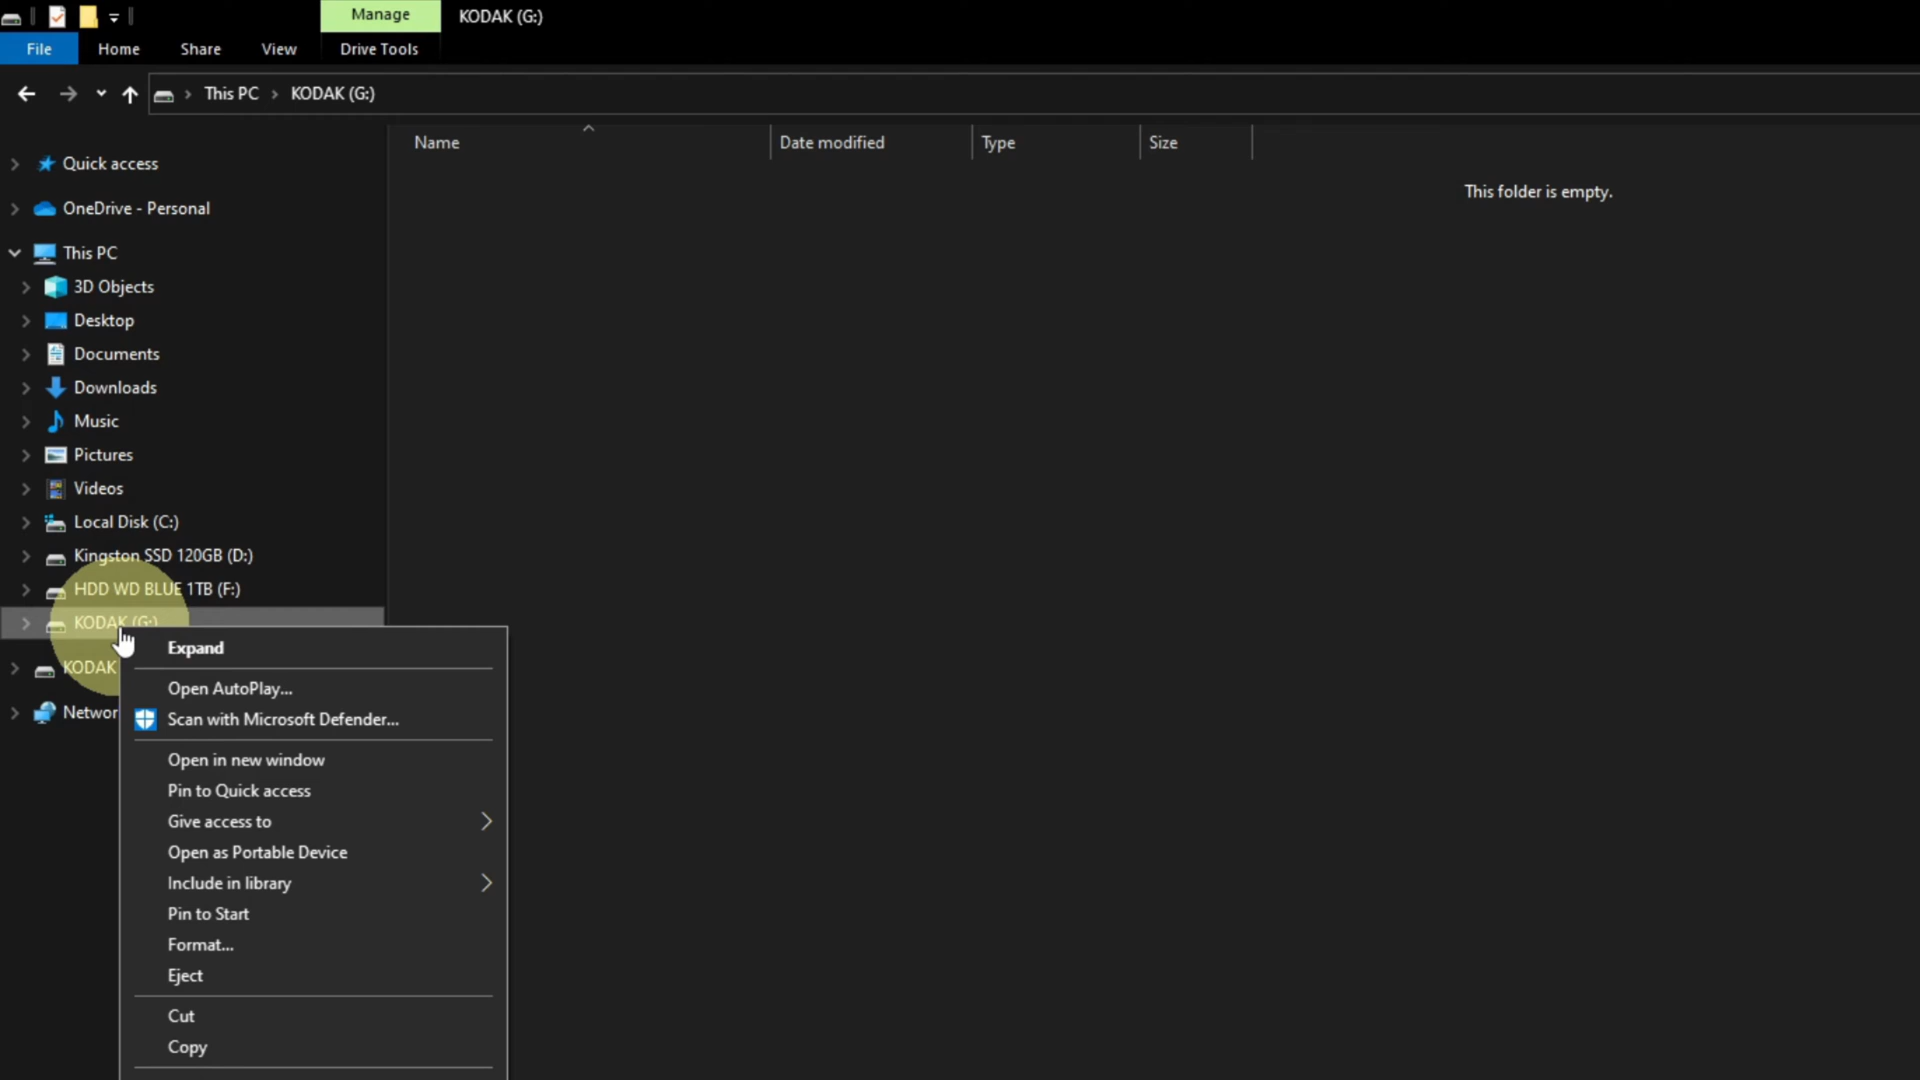 Manage
KODAK (G:)
File
Home
Share
View
Drive Tools
This PC
KODAK (G:)
Name
Date modified
Type
Size
This folder is empty.
Quick access
OneDrive - Personal
This PC
3D Objects
Desktop
Documents
Downloads
Music
Pictures
Videos
Local Disk (C:)
Kingston SSD 120GB (D:)
HDD WD BLUE 1TB (F:)
KODAK (G:)
KODAK
Networ
Expand
Open AutoPlay...
Scan with Microsoft Defender...
Open in new window
Pin to Quick access
Give access to
Open as Portable Device
Include in library
Pin to Start
Format...
Eject
Cut
Copy